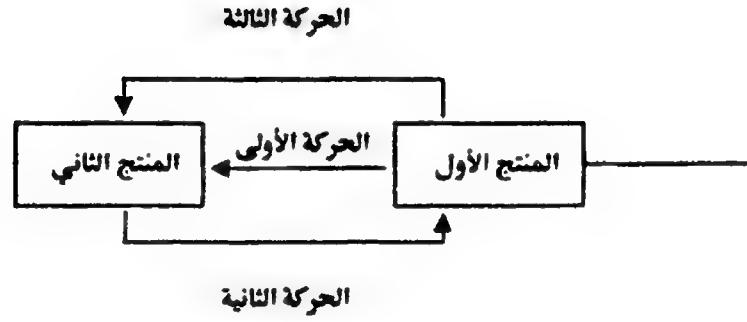 الحركة الثالثة
الحركة الأولى
المنتج الأول
المنتج الثاني
الحركة الثانية